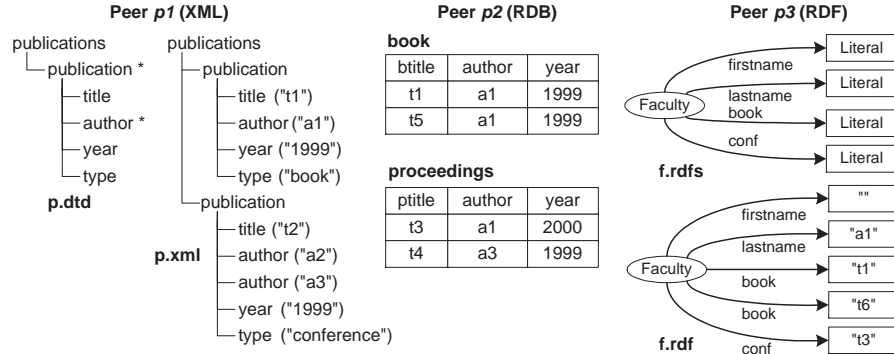 Peer p1 (XML)
publications
publication *
title
author *
year
type
p.dtd
publications
publication
title ("t1")
author ("a1")
year ("1999")
type ("book")
publication
title ("t2")
p.xml
author ("a2")
author ("a3")
year ("1999")
type ("conference")
Peer p2 (RDB)
book
btitle author year
t1 a1 1999
t5 a1 1999
proceedings
ptitle author year
t3 a1 2000
t4 a3 1999
Peer p3 (RDF)
Faculty
firstname
Literal
lastname
Literal
book
Literal
conf
Literal
f.rdfs
Faculty
firstname
""
lastname
"a1"
book
"t1"
book
"t6"
conf
"t3"
f.rdf